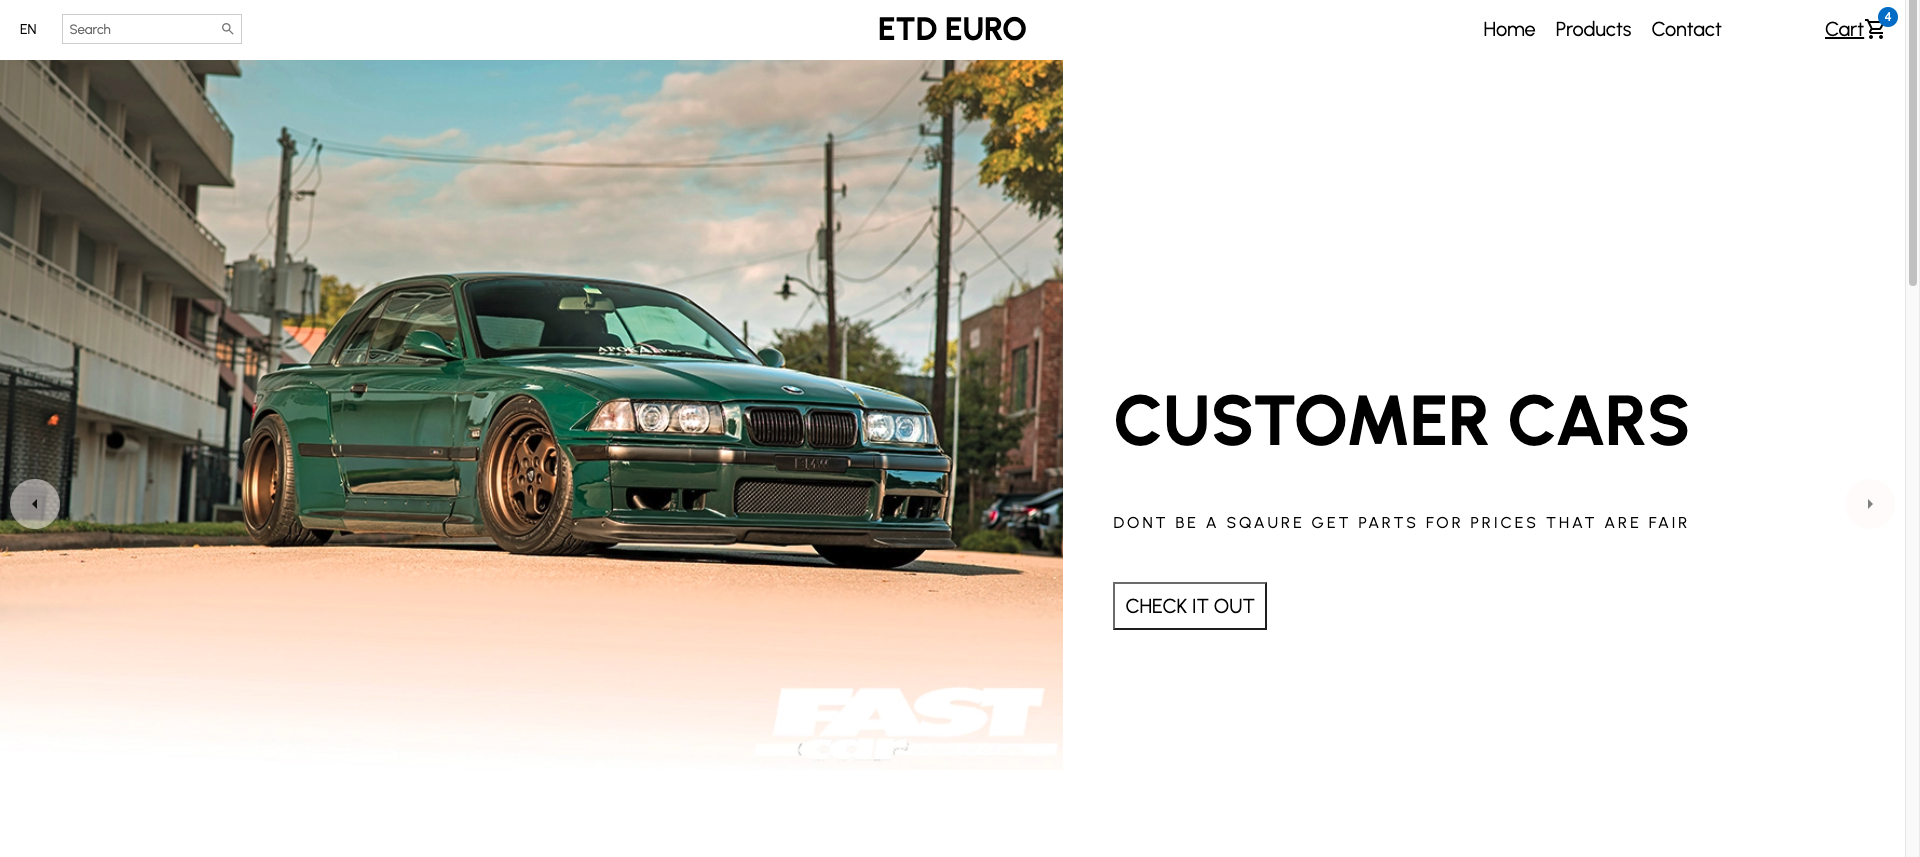 EN
Search
ETD EURO
Home Products Contact
Cart 4
CUSTOMER CARS
DONT BE A SQAURE GET PARTS FOR PRICES THAT ARE FAIR
CHECK IT OUT
FAST
car